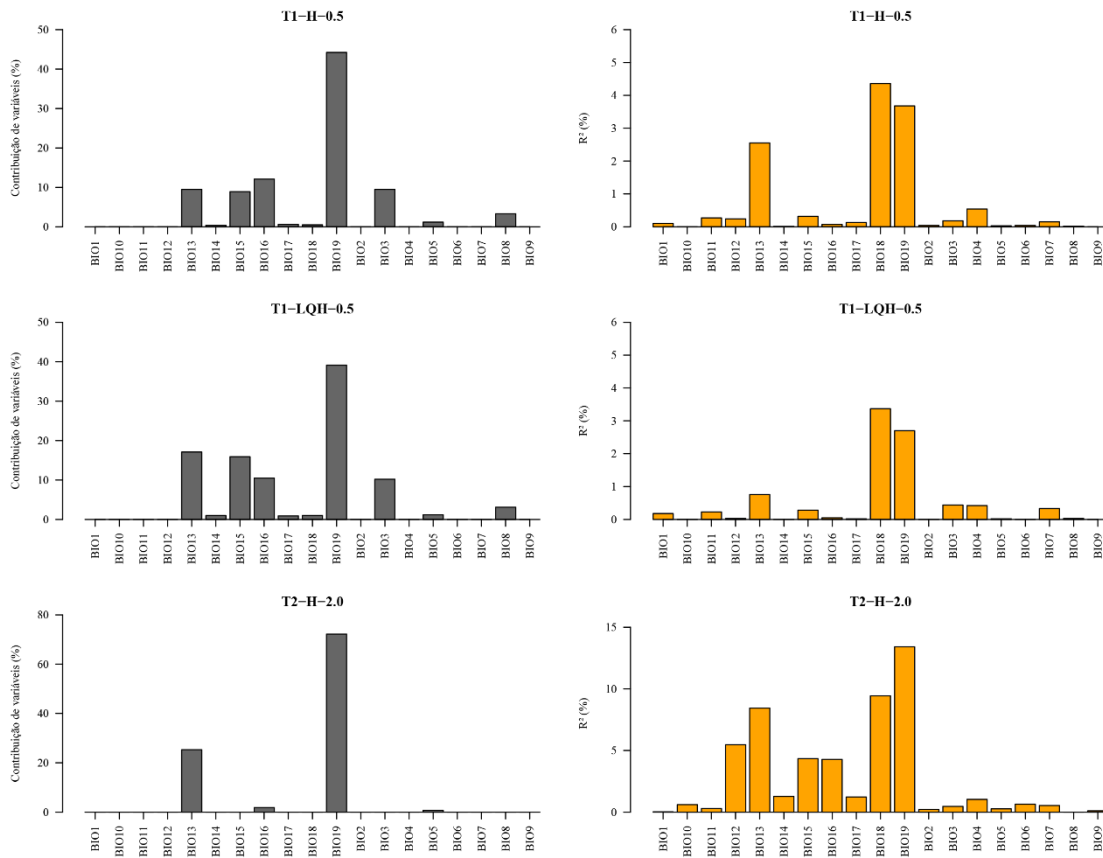 T1−H−0.5
Contribuição de variáveis (%)
50
40
30
20
10
0
BIO1 BIO10 BIO11 BIO12 BIO13 BIO14 BIO15 BIO16 BIO17 BIO18 BIO19 BIO2 BIO3 BIO4 BIO5 BIO6 BIO7 BIO8 BIO9
T1−H−0.5
R² (%)
6
5
4
3
2
1
0
BIO1 BIO10 BIO11 BIO12 BIO13 BIO14 BIO15 BIO16 BIO17 BIO18 BIO19 BIO2 BIO3 BIO4 BIO5 BIO6 BIO7 BIO8 BIO9
T1−LQH−0.5
Contribuição de variáveis (%)
50
40
30
20
10
0
BIO1 BIO10 BIO11 BIO12 BIO13 BIO14 BIO15 BIO16 BIO17 BIO18 BIO19 BIO2 BIO3 BIO4 BIO5 BIO6 BIO7 BIO8 BIO9
T1−LQH−0.5
R² (%)
6
5
4
3
2
1
0
BIO1 BIO10 BIO11 BIO12 BIO13 BIO14 BIO15 BIO16 BIO17 BIO18 BIO19 BIO2 BIO3 BIO4 BIO5 BIO6 BIO7 BIO8 BIO9
T2−H−2.0
Contribuição de variáveis (%)
80
60
40
20
0
BIO1 BIO10 BIO11 BIO12 BIO13 BIO14 BIO15 BIO16 BIO17 BIO18 BIO19 BIO2 BIO3 BIO4 BIO5 BIO6 BIO7 BIO8 BIO9
T2−H−2.0
R² (%)
15
10
5
0
BIO1 BIO10 BIO11 BIO12 BIO13 BIO14 BIO15 BIO16 BIO17 BIO18 BIO19 BIO2 BIO3 BIO4 BIO5 BIO6 BIO7 BIO8 BIO9